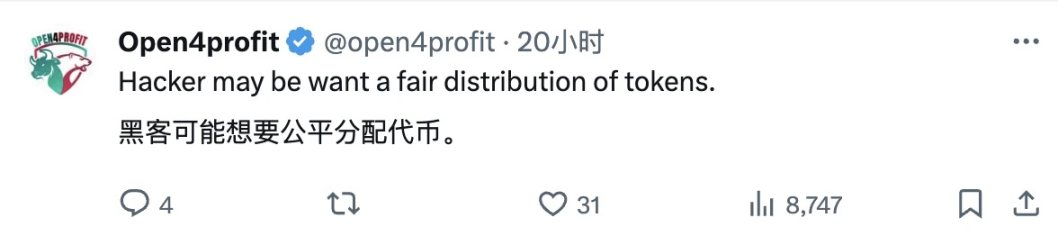 OPEN4PROFIT
Open4profit @open4profit · 20小时
Hacker may be want a fair distribution of tokens.
黑客可能想要公平分配代币。
4 31 8,747